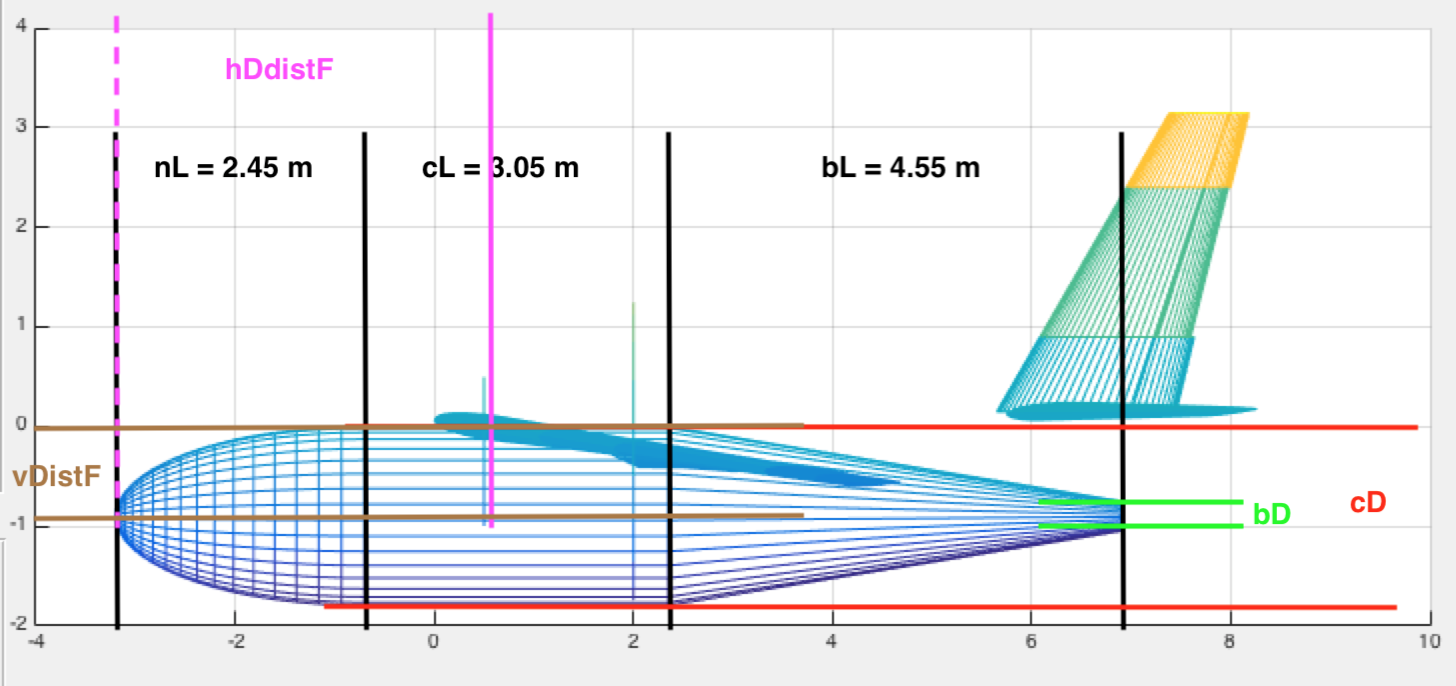 4
hDdistF
3
nL = 2.45 m
cL = 3.05 m
bL = 4.55 m
2
1
0
vDistF
cD
bD
-1
-2
-4
-2
0
2
4
6
8
10